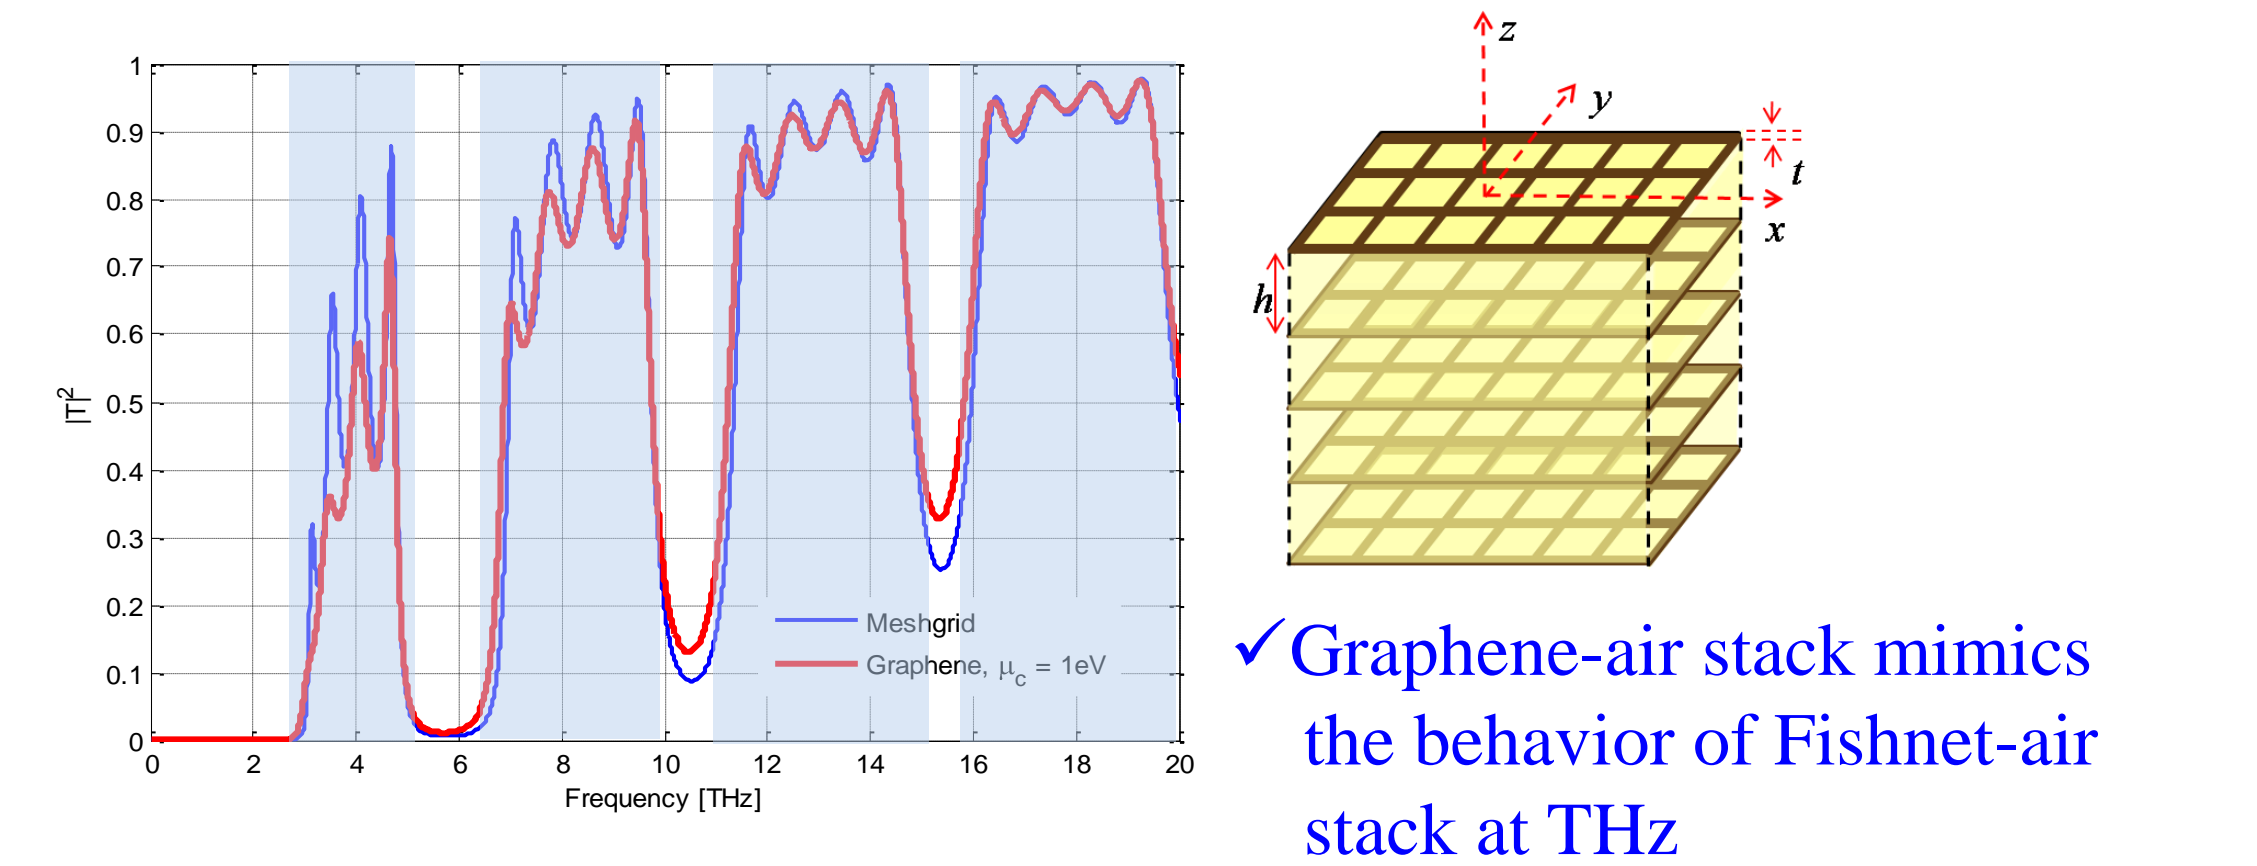 1
0.9
0.8
0.7
0.6
0.5
0.4
0.3
0.2
0.1
0
|T|²
0 2 4 6 8 10 12 14 16 18 20
Frequency [THz]
Meshgrid
Graphene, μc = 1eV
z
y
t
x
h
✓Graphene-air stack mimics
the behavior of Fishnet-air
stack at THz